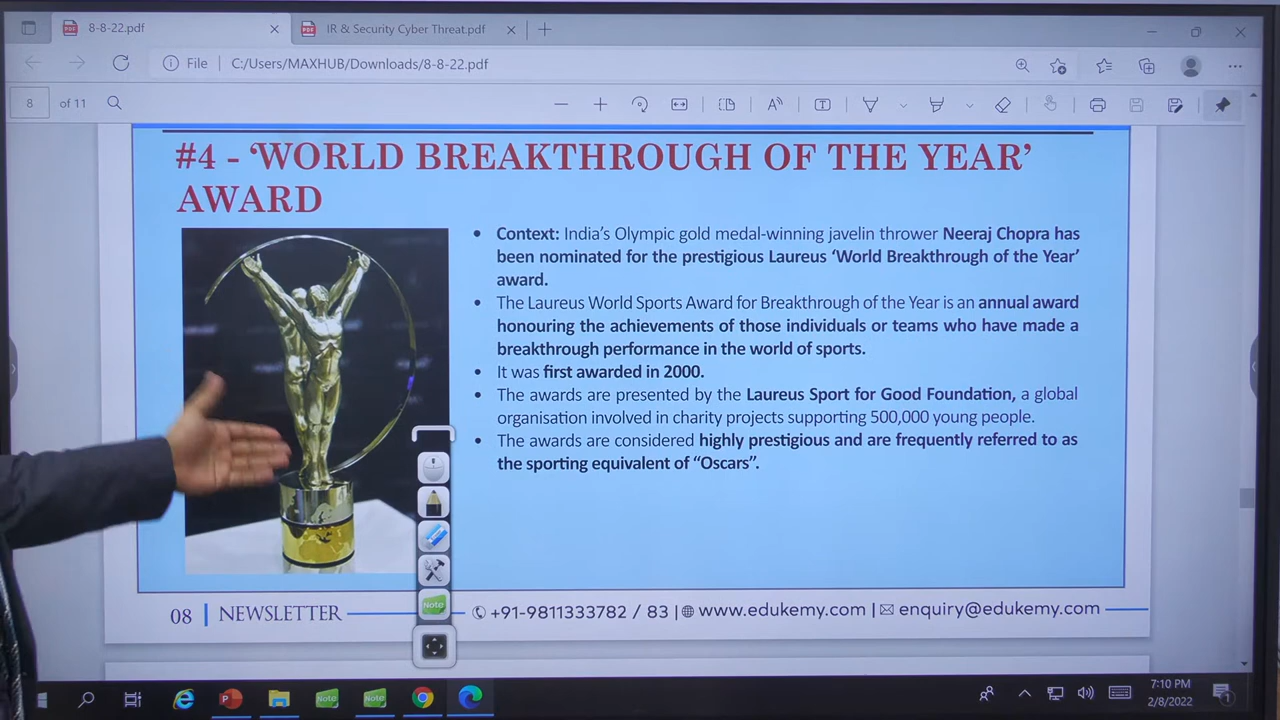 8-8-22.pdf
IR & Security Cyber Threat.pdf
File
C:/Users/MAXHUB/Downloads/8-8-22.pdf
8 of 11
#4 - ‘WORLD BREAKTHROUGH OF THE YEAR’
AWARD
• Context: India’s Olympic gold medal-winning javelin thrower Neeraj Chopra has
been nominated for the prestigious Laureus ‘World Breakthrough of the Year’
award.
• The Laureus World Sports Award for Breakthrough of the Year is an annual award
honouring the achievements of those individuals or teams who have made a
breakthrough performance in the world of sports.
• It was first awarded in 2000.
• The awards are presented by the Laureus Sport for Good Foundation, a global
organisation involved in charity projects supporting 500,000 young people.
• The awards are considered highly prestigious and are frequently referred to as
the sporting equivalent of “Oscars”.
Note
08 | NEWSLETTER
+91-9811333782 / 83 | www.edukemy.com | enquiry@edukemy.com
Note
Note
7:10 PM
2/8/2022
1